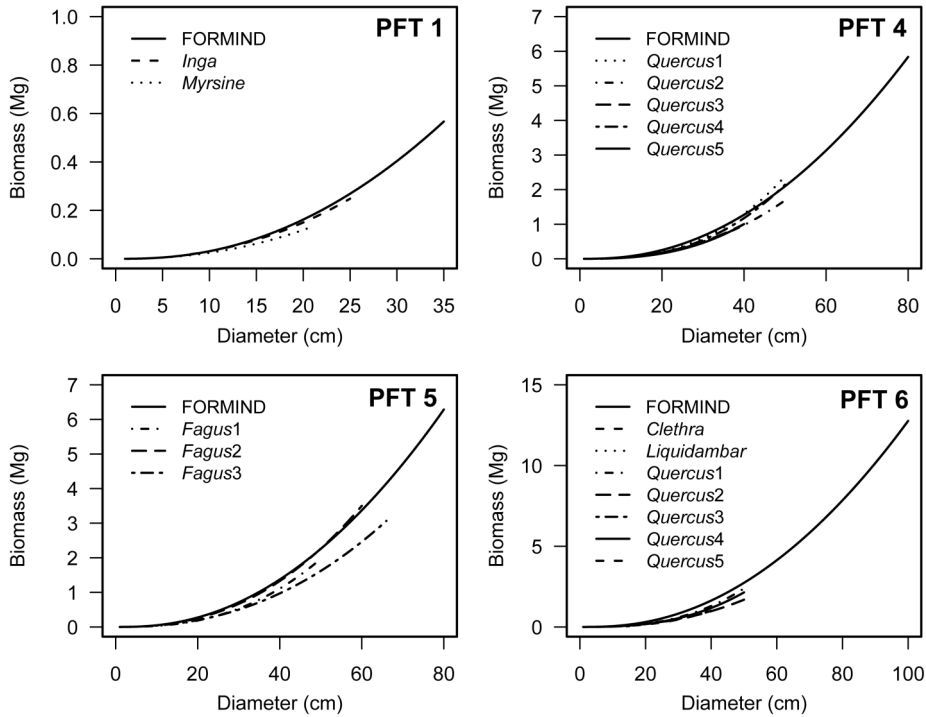 PFT 1
FORMIND
Inga
Myrsine
Biomass (Mg)
1.0
0.8
0.6
0.4
0.2
0.0
0 5 10 15 20 25 30 35
Diameter (cm)
PFT 4
FORMIND
Quercus1
Quercus2
Quercus3
Quercus4
Quercus5
Biomass (Mg)
7
6
5
4
3
2
1
0
0 20 40 60 80
Diameter (cm)
PFT 5
FORMIND
Fagus1
Fagus2
Fagus3
Biomass (Mg)
7
6
5
4
3
2
1
0
0 20 40 60 80
Diameter (cm)
PFT 6
FORMIND
Clethra
Liquidambar
Quercus1
Quercus2
Quercus3
Quercus4
Quercus5
Biomass (Mg)
15
10
5
0
0 20 40 60 80 100
Diameter (cm)